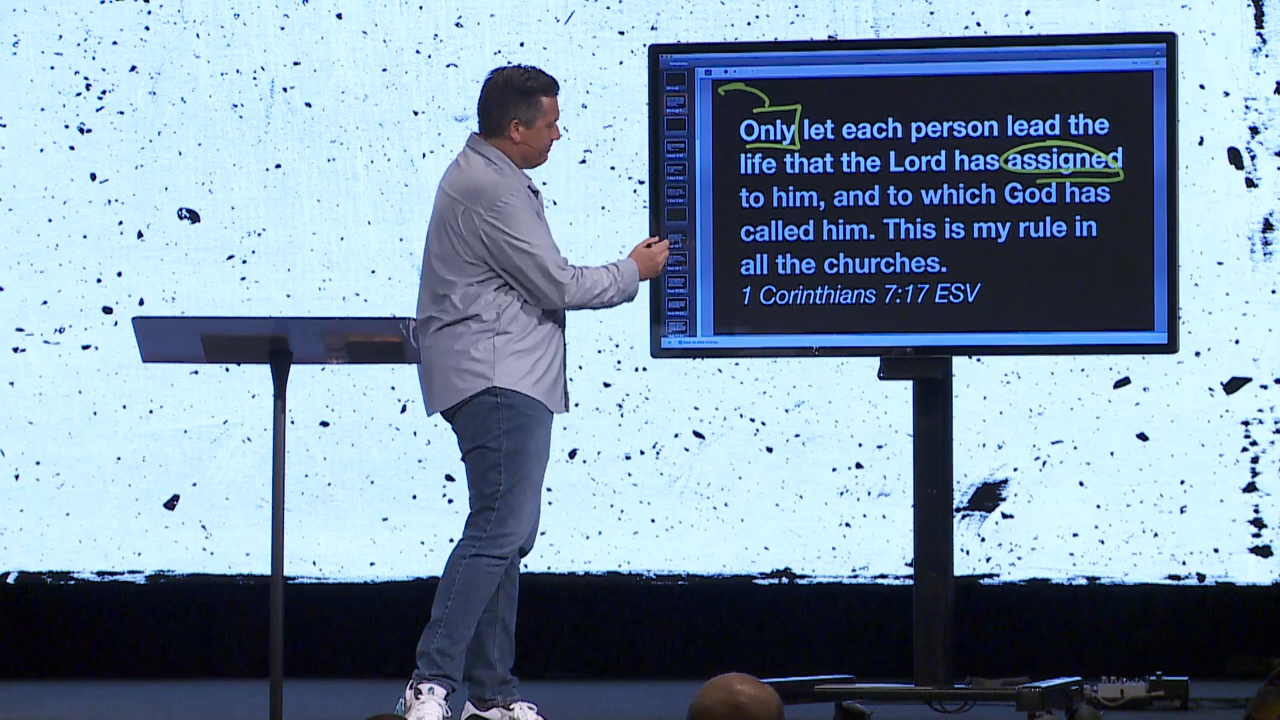 Only let each person lead the
life that the Lord has assigned
to him, and to which God has
called him. This is my rule in
all the churches.
1 Corinthians 7:17 ESV